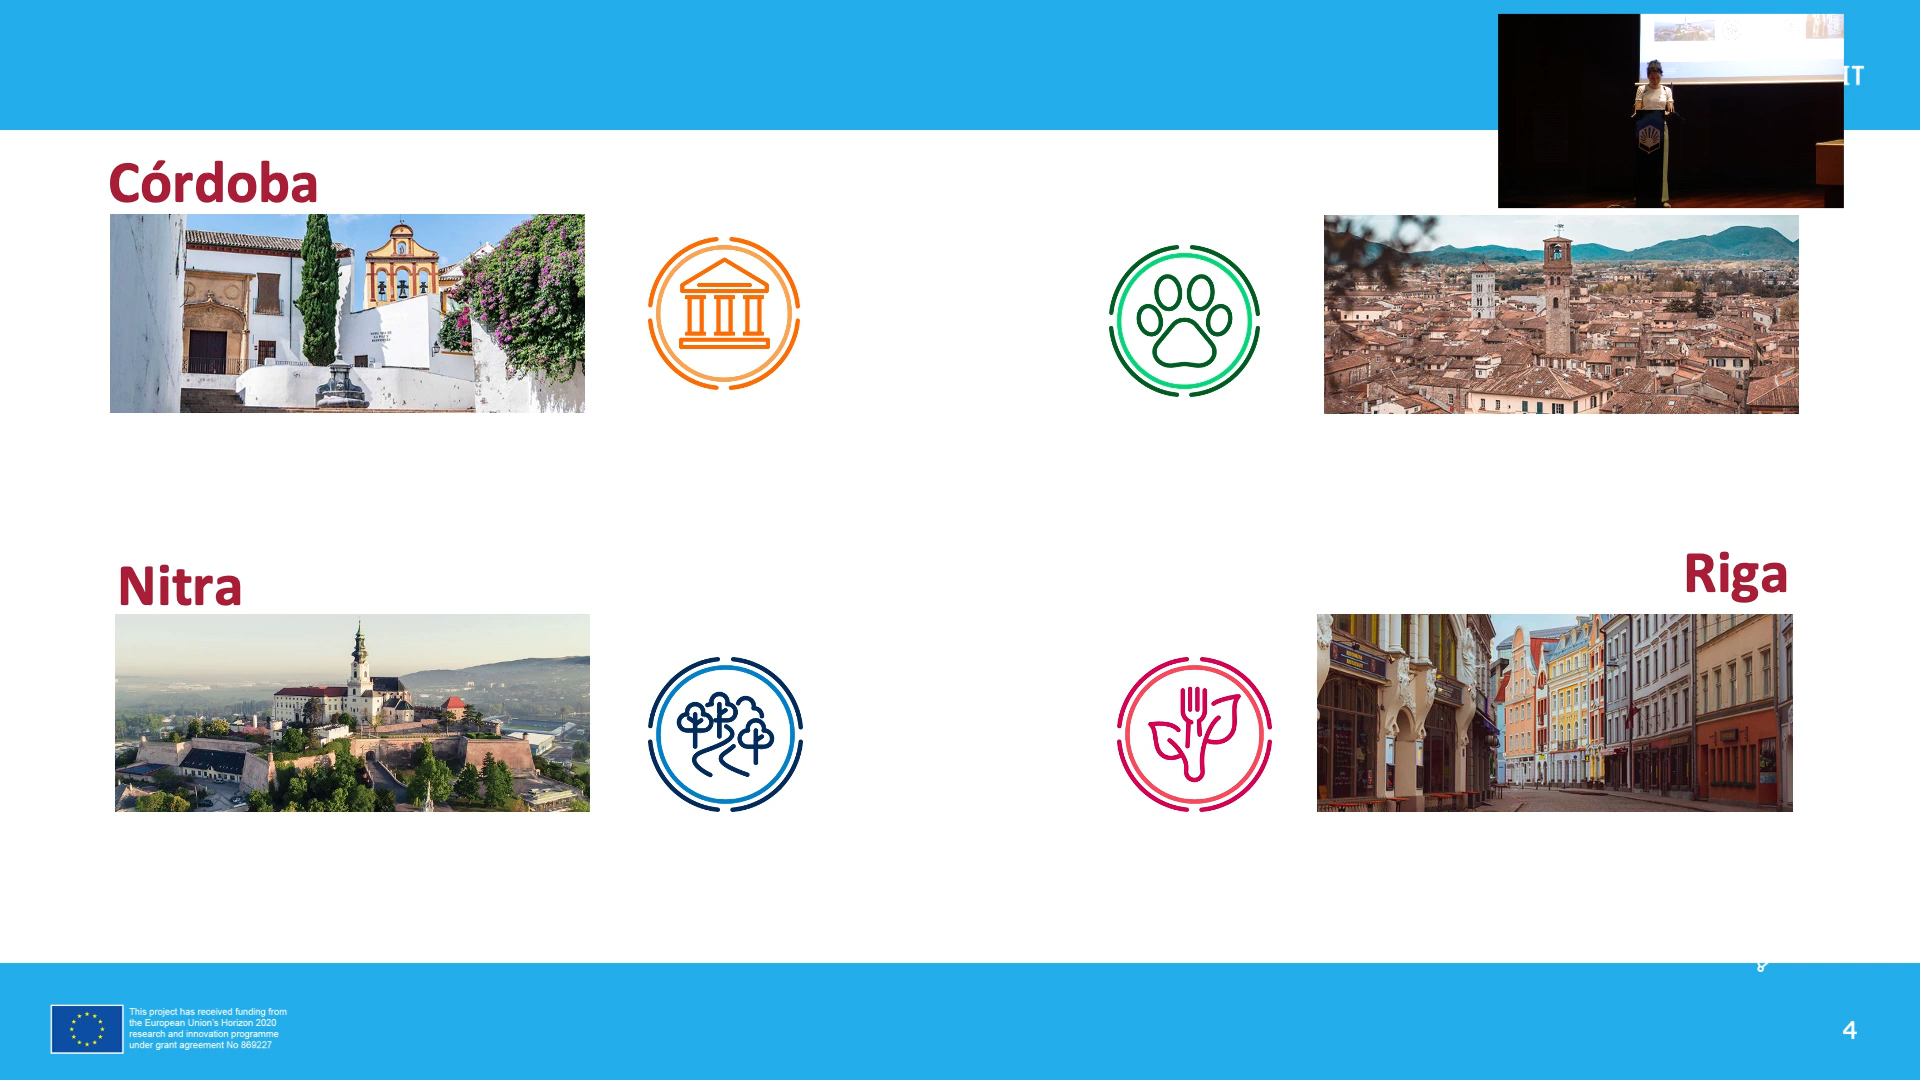 IT
Córdoba
Nitra
Riga
This project has received funding from
the European Union's Horizon 2020
research and innovation programme
under grant agreement No 869227
4